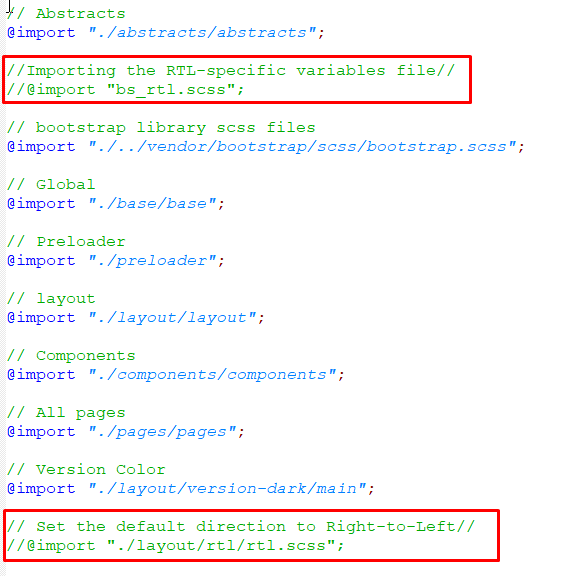 // Abstracts
@import "./abstracts/abstracts";
//Importing the RTL-specific variables file//
//@import "bs_rtl.scss";
// bootstrap library scss files
@import "./../vendor/bootstrap/scss/bootstrap.scss";
// Global
@import "./base/base";
// Preloader
@import "./preloader";
// layout
@import "./layout/layout";
// Components
@import "./components/components";
// All pages
@import "./pages/pages";
// Version Color
@import "./layout/version-dark/main";
// Set the default direction to Right-to-Left//
//@import "./layout/rtl/rtl.scss";